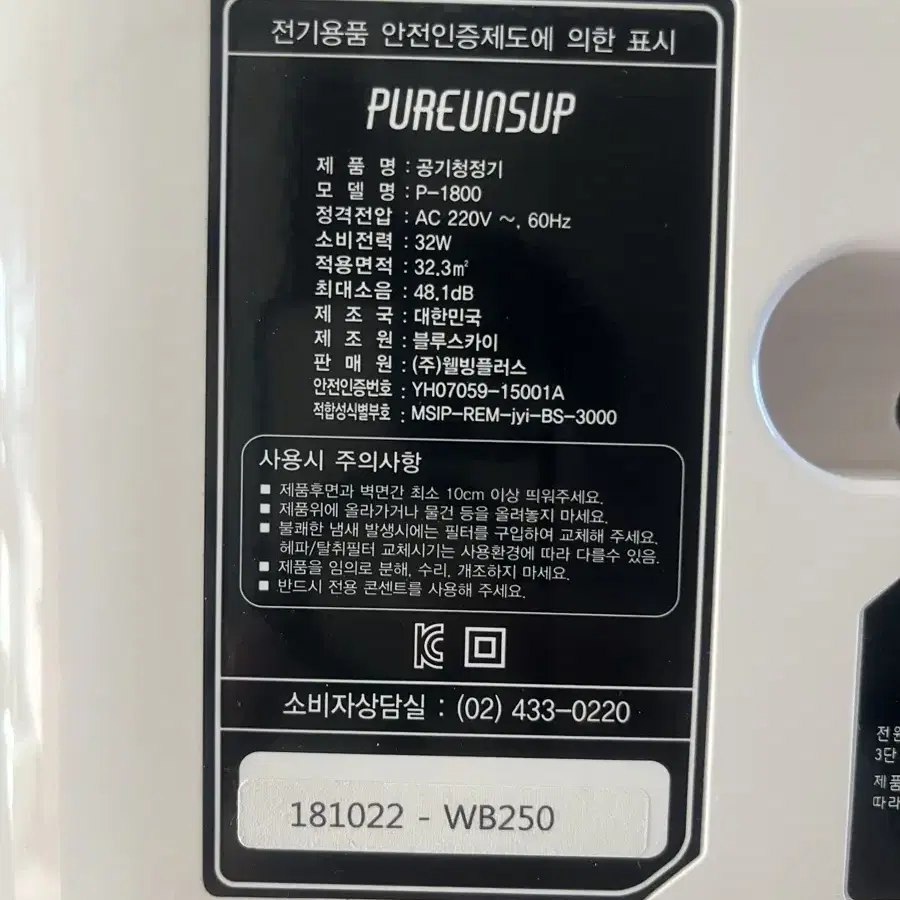 전기용품 안전인증제도에 의한 표시
PUREUNSUP
제 품 명 : 공기청정기
모 델 명 : P-1800
정격전압 : AC 220V ~, 60Hz
소비전력 : 32W
적용면적 : 32.3㎡
최대소음 : 48.1dB
제 조 국 : 대한민국
제 조 원 : 블루스카이
판 매 원 : (주)웰빙플러스
안전인증번호 : YH07059-15001A
적합성식별부호 : MSIP-REM-jyi-BS-3000
사용시 주의사항
■ 제품후면과 벽면간 최소 10cm 이상 띄워주세요.
■ 제품위에 올라가거나 물건 등을 올려놓지 마세요.
■ 불쾌한 냄새 발생시에는 필터를 구입하여 교체해 주세요.
헤파/탈취필터 교체시기는 사용환경에 따라 다를수 있음.
■ 제품을 임의로 분해, 수리, 개조하지 마세요.
■ 반드시 전용 콘센트를 사용해 주세요.
소비자상담실 : (02) 433-0220
181022 - WB250
전원
3단
제품
따라